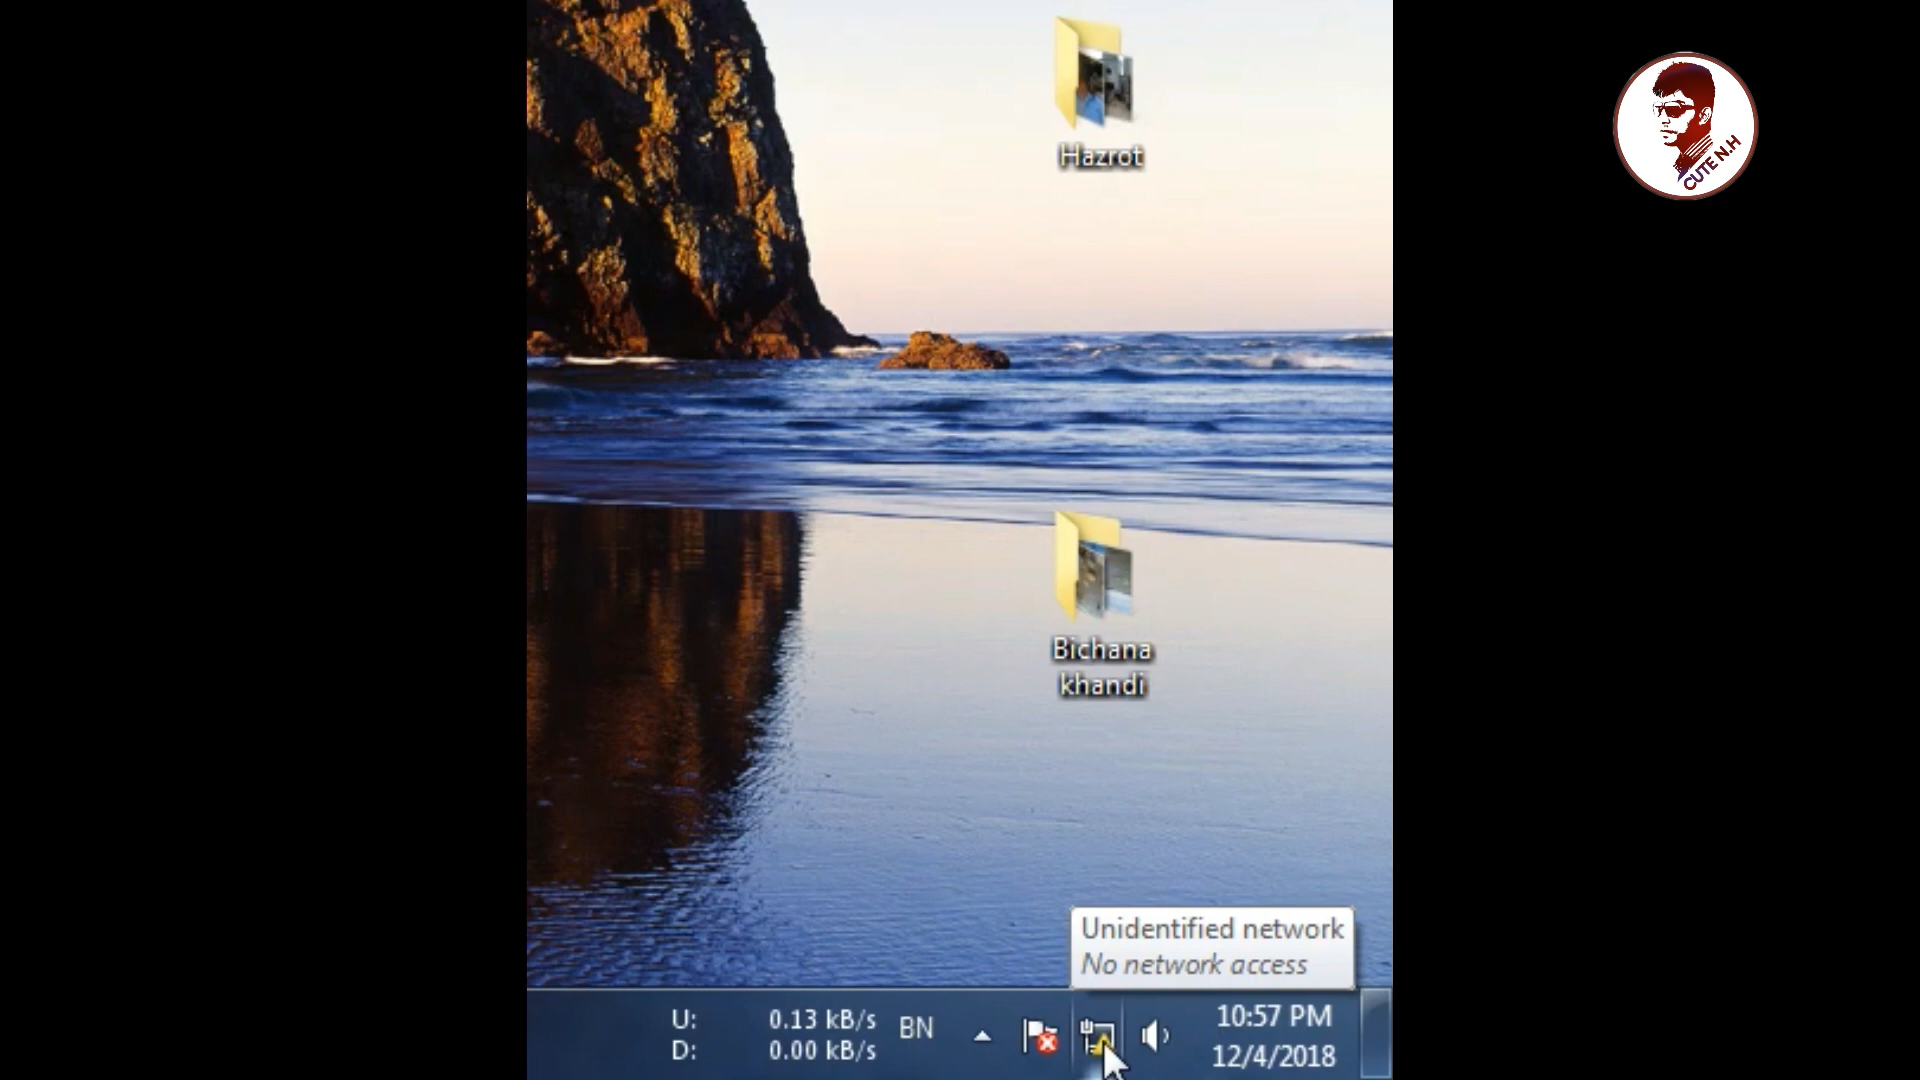 Hazrot
CUTE N.H
Bichana
khandi
Unidentified network
No network access
U: 0.13 kB/s
D: 0.00 kB/s
BN
10:57 PM
12/4/2018